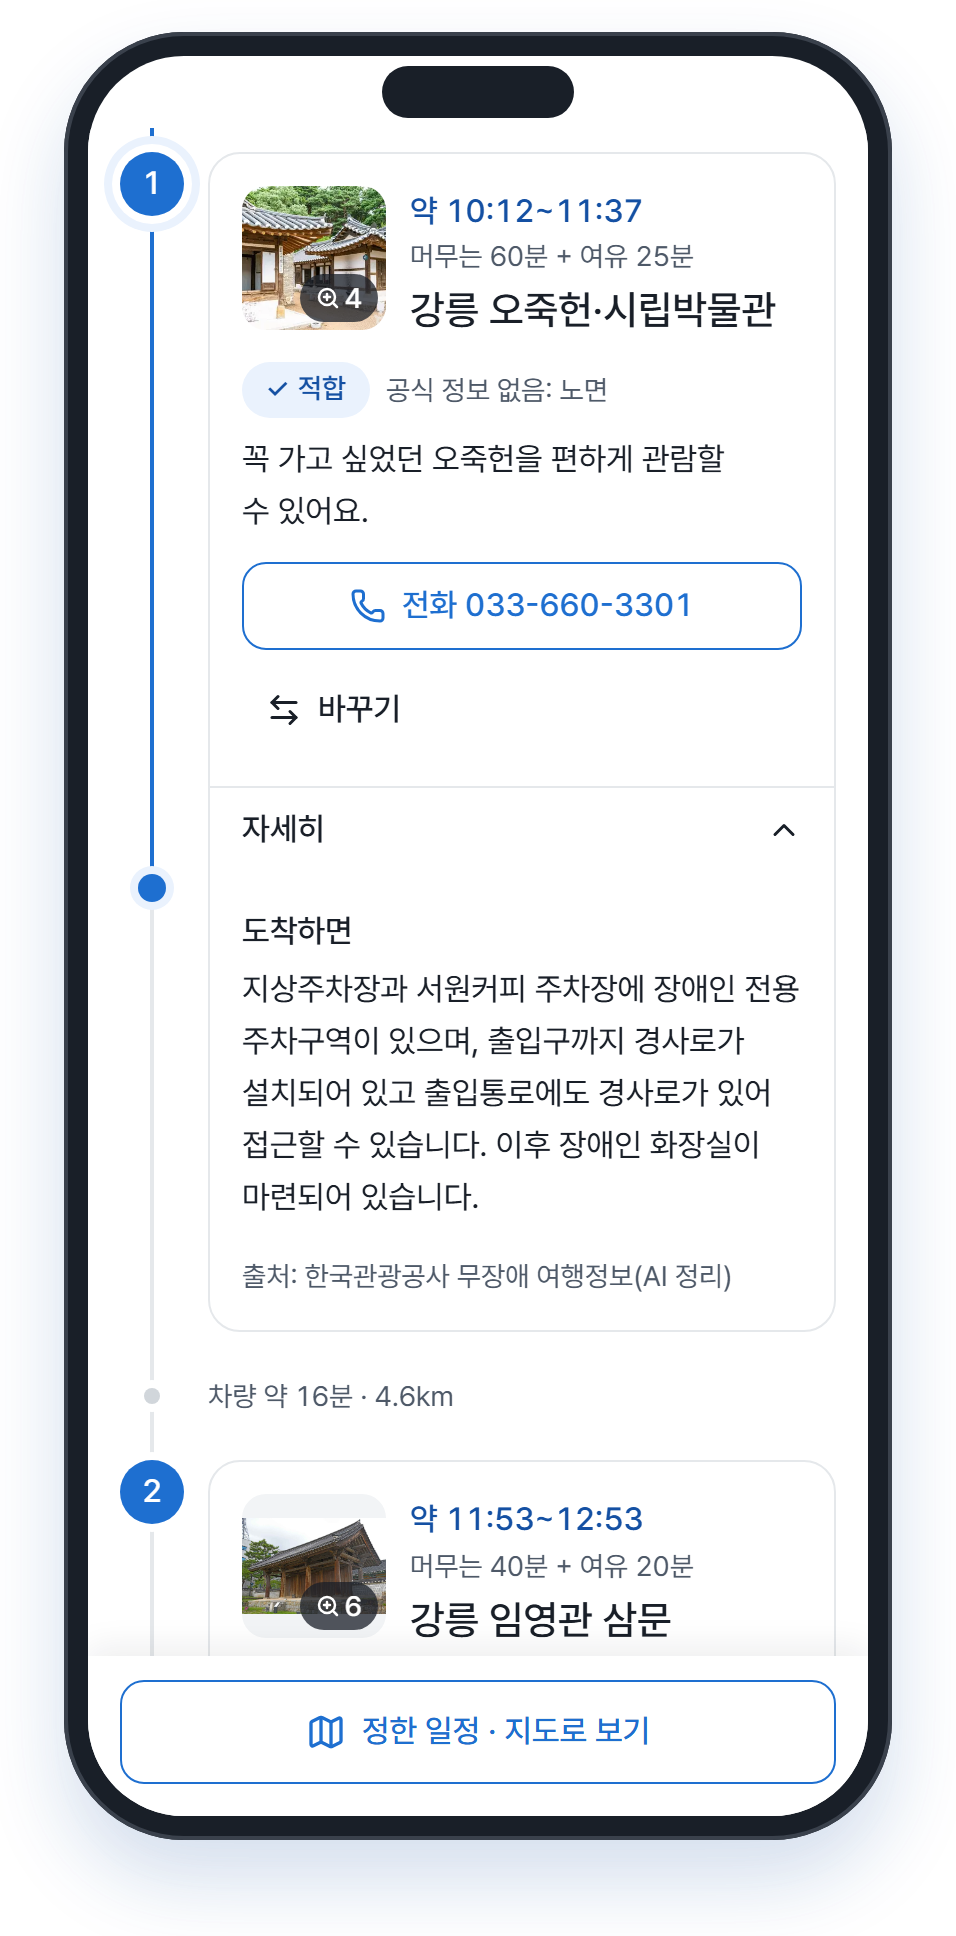 1
약 10:12~11:37
머무는 60분 + 여유 25분
4
강릉 오죽헌·시립박물관
적합
공식 정보 없음: 노면
꼭 가고 싶었던 오죽헌을 편하게 관람할
수 있어요.
전화 033-660-3301
바꾸기
자세히
도착하면
지상주차장과 서원커피 주차장에 장애인 전용
주차구역이 있으며, 출입구까지 경사로가
설치되어 있고 출입통로에도 경사로가 있어
접근할 수 있습니다. 이후 장애인 화장실이
마련되어 있습니다.
출처: 한국관광공사 무장애 여행정보(AI 정리)
차량 약 16분 · 4.6km
2
약 11:53~12:53
머무는 40분 + 여유 20분
6
강릉 임영관 삼문
정한 일정 · 지도로 보기